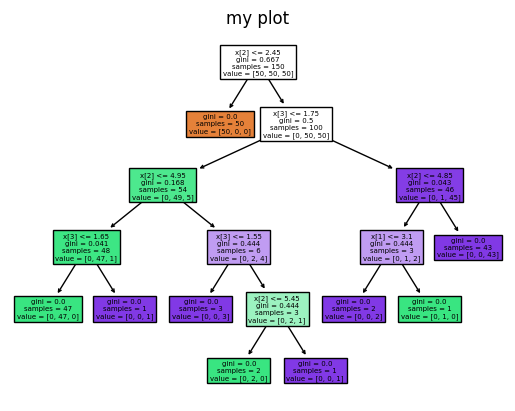 my plot
x[2] <= 2.45
gini = 0.667
samples = 150
value = [50, 50, 50]
gini = 0.0
samples = 50
value = [50, 0, 0]
x[3] <= 1.75
gini = 0.5
samples = 100
value = [0, 50, 50]
x[2] <= 4.95
gini = 0.168
samples = 54
value = [0, 49, 5]
x[2] <= 4.85
gini = 0.043
samples = 46
value = [0, 1, 45]
x[3] <= 1.65
gini = 0.041
samples = 48
value = [0, 47, 1]
x[3] <= 1.55
gini = 0.444
samples = 6
value = [0, 2, 4]
x[1] <= 3.1
gini = 0.444
samples = 3
value = [0, 1, 2]
gini = 0.0
samples = 43
value = [0, 0, 43]
gini = 0.0
samples = 47
value = [0, 47, 0]
gini = 0.0
samples = 1
value = [0, 0, 1]
gini = 0.0
samples = 3
value = [0, 0, 3]
x[2] <= 5.45
gini = 0.444
samples = 3
value = [0, 2, 1]
gini = 0.0
samples = 2
value = [0, 0, 2]
gini = 0.0
samples = 1
value = [0, 1, 0]
gini = 0.0
samples = 2
value = [0, 2, 0]
gini = 0.0
samples = 1
value = [0, 0, 1]